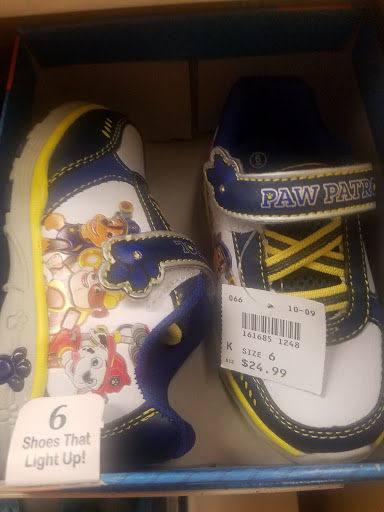 PAW PATR
066 10-09
161685 1248
K SIZE 6
$24.99
6
Shoes That
Light Up!